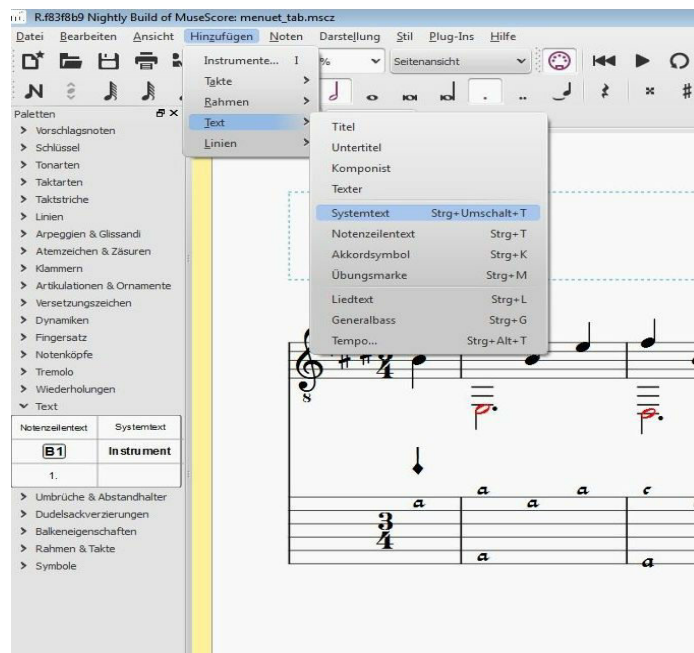 R.f83f8b9 Nightly Build of MuseScore: menuet_tab.mscz
Datei Bearbeiten Ansicht Hinzufügen Noten Darstellung Stil Plug-Ins Hilfe
% Seitenansicht
Instrumente... I
Takte
Rahmen
Text
Linien
Titel
Untertitel
Komponist
Texter
Systemtext Strg+Umschalt+T
Notenzeilentext Strg+T
Akkordsymbol Strg+K
Übungsmarke Strg+M
Liedtext Strg+L
Generalbass Strg+G
Tempo... Strg+Alt+T
Paletten
Vorschlagsnoten
Schlüssel
Tonarten
Taktarten
Taktstriche
Linien
Arpeggien & Glissandi
Atemzeichen & Zäsuren
Klammern
Artikulationen & Ornamente
Versetzungszeichen
Dynamiken
Fingersatz
Notenköpfe
Tremolo
Wiederholungen
Text
Notenzeilentext Systemtext
B1 Instrument
1.
Umbrüche & Abstandhalter
Dudelsackverzierungen
Balkeneigenschaften
Rahmen & Takte
Symbole
8
a a a c
a a
3
4
a a